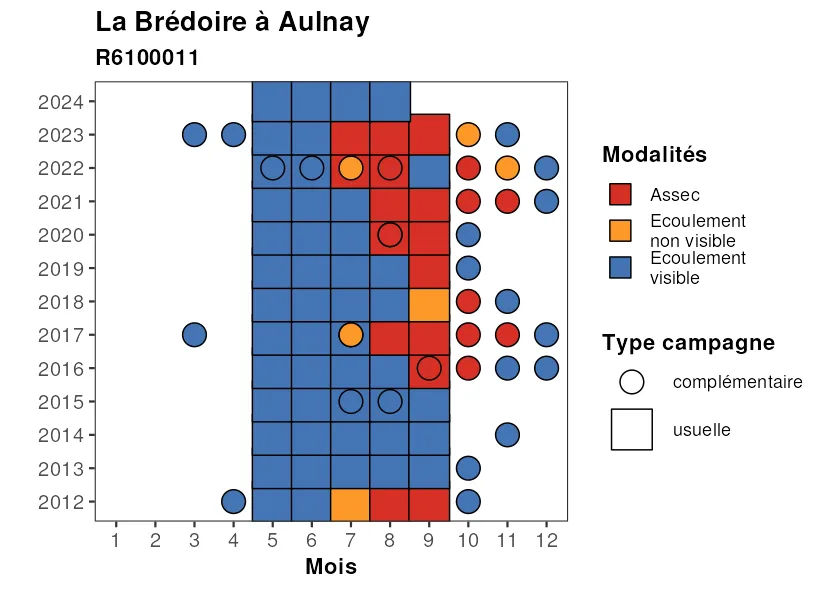 La Brédoire à Aulnay
R6100011
2024
2023
2022
2021
2020
2019
2018
2017
2016
2015
2014
2013
2012
1 2 3 4 5 6 7 8 9 10 11 12
Mois
Modalités
Assec
Ecoulement
non visible
Ecoulement
visible
Type campagne
complémentaire
usuelle